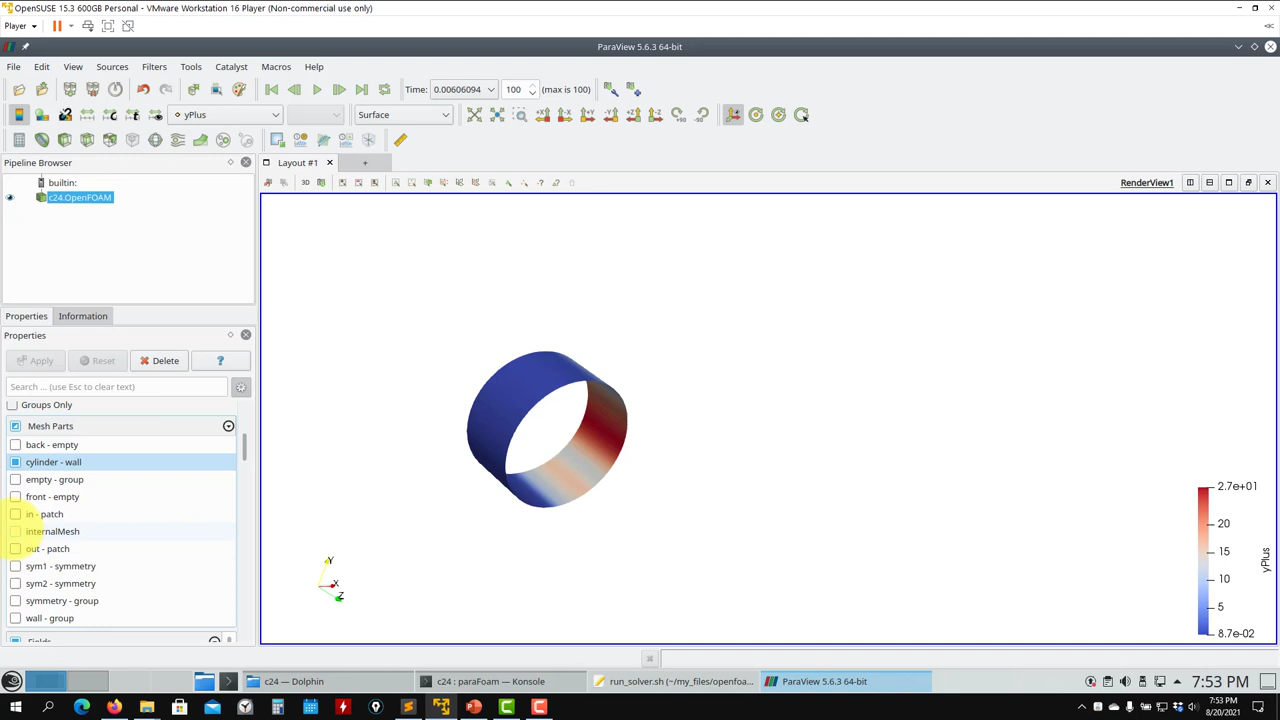 OpenSUSE 15.3 600GB Personal - VMware Workstation 16 Player (Non-commercial use only)
Player
ParaView 5.6.3 64-bit
File Edit View Sources Filters Tools Catalyst Macros Help
Time: 0.00606094 100 (max is 100)
yPlus Surface
+X -X +Y -Y +Z -Z +90 -90
Pipeline Browser
Layout #1 +
builtin:
3D ? RenderView1
c24.OpenFOAM
Properties Information
Properties
Apply Reset Delete ?
Search ... (use Esc to clear text)
Groups Only
Mesh Parts
back - empty
cylinder - wall
empty - group
front - empty
in - patch
internalMesh
out - patch
sym1 - symmetry
sym2 - symmetry
symmetry - group
wall - group
Fields
Y
X
Z
2.7e+01
20
15
10
5
8.7e-02
yPlus
c24 — Dolphin
c24 : paraFoam — Konsole
run_solver.sh (~/my_files/openfoa...
ParaView 5.6.3 64-bit
7:53 PM
7:53 PM
8/20/2021